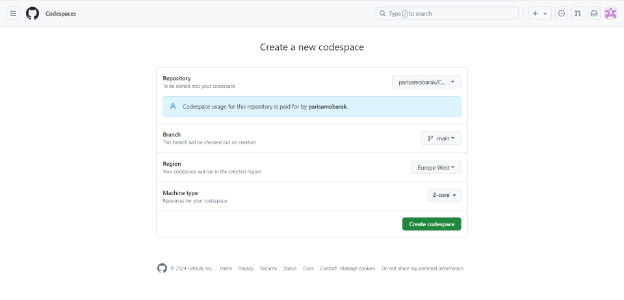 Codespaces
Type / to search
Create a new codespace
Repository
To be cloned into your codespace
parisamobarak/C...
Codespace usage for this repository is paid for by parisamobarak.
Branch
This branch will be checked out on creation
main
Region
Your codespace will run in the selected region
Europe West
Machine type
Resources for your codespace
2-core
Create codespace
© 2024 GitHub, Inc. Terms Privacy Security Status Docs Contact Manage cookies Do not share my personal information